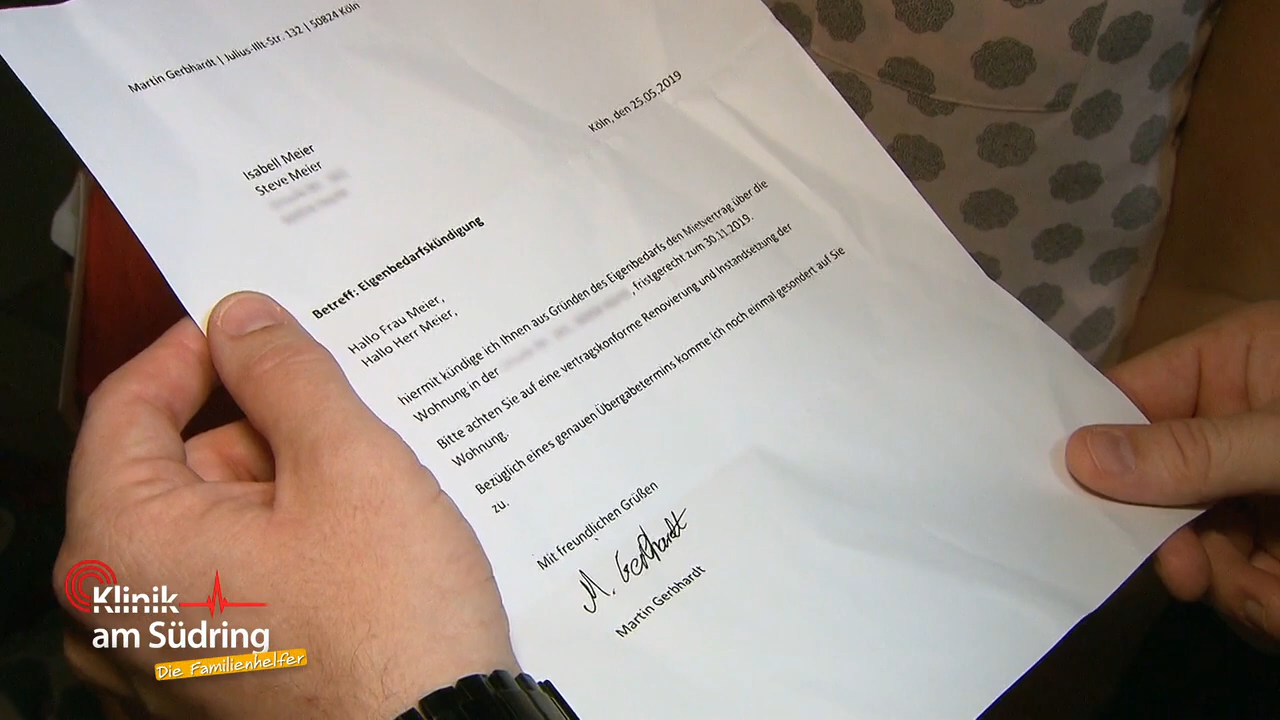 Martin Gerbhardt | Julius-Illt-Str. 132 | 50824 Köln
Köln, den 25.05.2019
Isabell Meier
Steve Meier
Betreff: Eigenbedarfskündigung
Hallo Frau Meier,
Hallo Herr Meier,
hiermit kündige ich Ihnen aus Gründen des Eigenbedarfs den Mietvertrag über die
Wohnung in der , fristgerecht zum 30.11.2019.
Bitte achten Sie auf eine vertragskonforme Renovierung und Instandsetzung der
Wohnung.
Bezüglich eines genauen Übergabetermins komme ich noch einmal gesondert auf Sie
zu.
Mit freundlichen Grüßen
M. Gerbhardt
Martin Gerbhardt
Klinik
am Südring
Die Familienhelfer